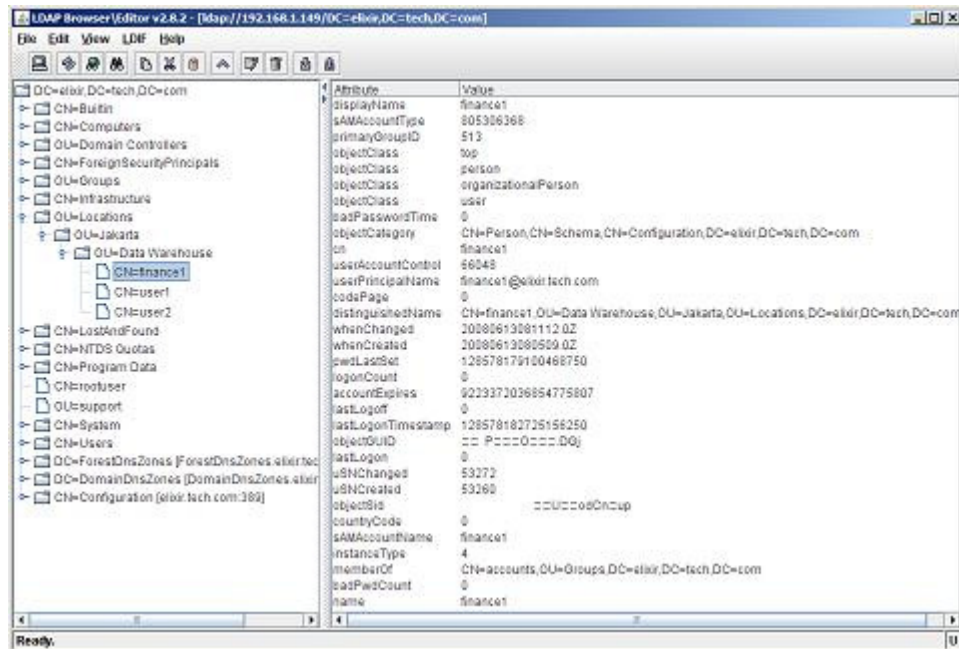 LDAP Browser\Editor v2.8.2 - [ldap://192.168.1.149/DC=elixir,DC=tech,DC=com]
File Edit View LDIF Help
DC=elixir,DC=tech,DC=com
CN=Builtin
CN=Computers
OU=Domain Controllers
CN=ForeignSecurityPrincipals
OU=Groups
CN=Infrastructure
OU=Locations
OU=Jakarta
OU=Data Warehouse
CN=finance1
CN=user1
CN=user2
CN=LostAndFound
CN=NTDS Quotas
CN=Program Data
CN=rootuser
OU=support
CN=System
CN=Users
DC=ForestDnsZones [ForestDnsZones.elixir.tec
DC=DomainDnsZones [DomainDnsZones.elixir
CN=Configuration [elixir.tech.com:389]
Attribute Value
displayName finance1
sAMAccountType 805306368
primaryGroupID 513
objectClass top
objectClass person
objectClass organizationalPerson
objectClass user
badPasswordTime 0
objectCategory CN=Person,CN=Schema,CN=Configuration,DC=elixir,DC=tech,DC=com
cn finance1
userAccountControl 66048
userPrincipalName finance1@elixir.tech.com
codePage 0
distinguishedName CN=finance1,OU=Data Warehouse,OU=Jakarta,OU=Locations,DC=elixir,DC=tech,DC=com
whenChanged 20080613081112.0Z
whenCreated 20080613080509.0Z
pwdLastSet 128578179100468750
logonCount 0
accountExpires 9223372036854775807
lastLogoff 0
lastLogonTimestamp 128578182725156250
objectGUID
lastLogon 0
uSNChanged 53272
uSNCreated 53260
objectSid
countryCode 0
sAMAccountName finance1
instanceType 4
memberOf CN=accounts,OU=Groups,DC=elixir,DC=tech,DC=com
badPwdCount 0
name finance1
Ready.
U